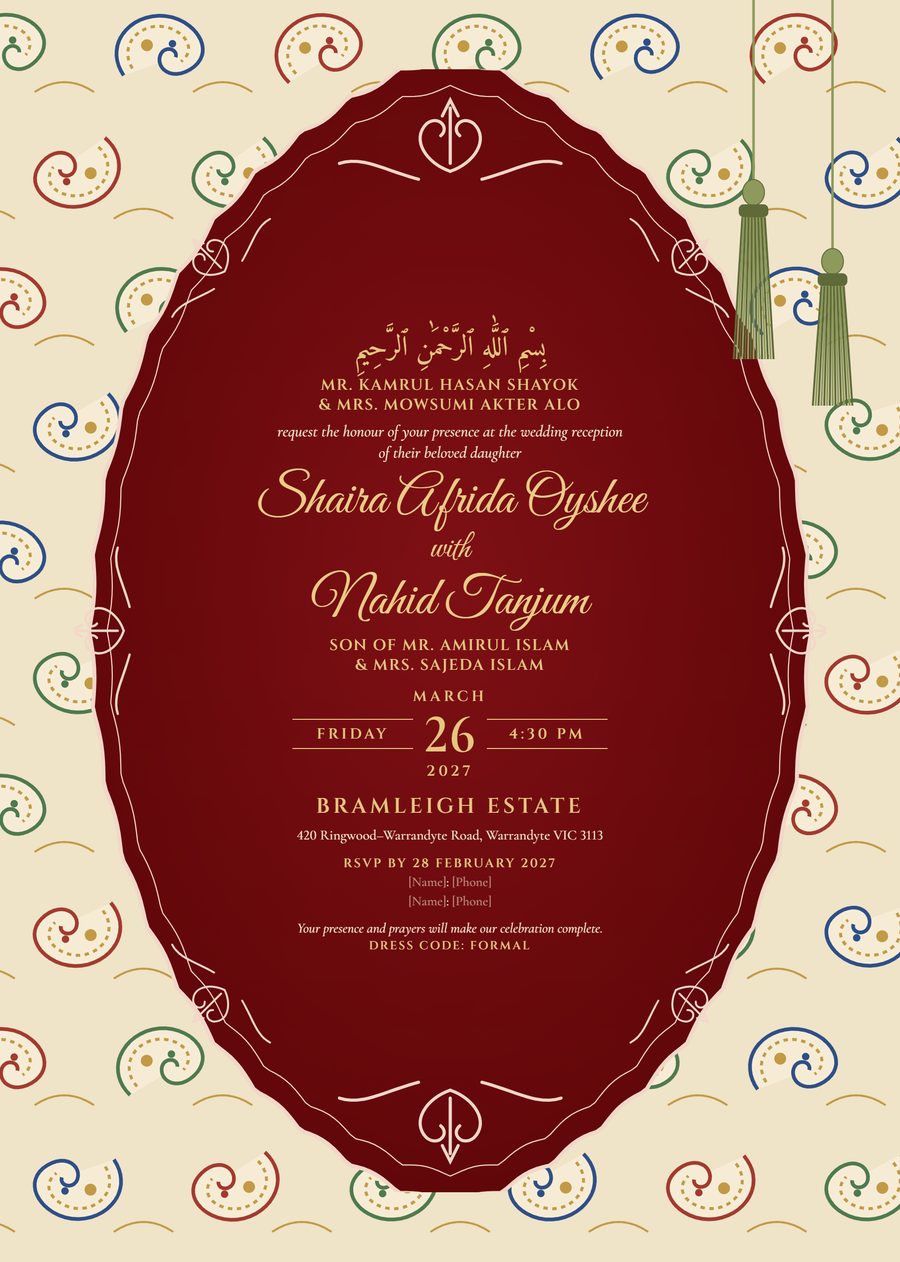 بِسْمِ ٱللَّهِ ٱلرَّحْمَٰنِ ٱلرَّحِيمِ
MR. KAMRUL HASAN SHAYOK
& MRS. MOWSUMI AKTER ALO
request the honour of your presence at the wedding reception
of their beloved daughter
Shaira Afrida Oyshee
with
Nahid Tanjum
SON OF MR. AMIRUL ISLAM
& MRS. SAJEDA ISLAM
MARCH
FRIDAY 26 4:30 PM
2027
BRAMLEIGH ESTATE
420 Ringwood–Warrandyte Road, Warrandyte VIC 3113
RSVP BY 28 FEBRUARY 2027
[Name]: [Phone]
[Name]: [Phone]
Your presence and prayers will make our celebration complete.
DRESS CODE: FORMAL